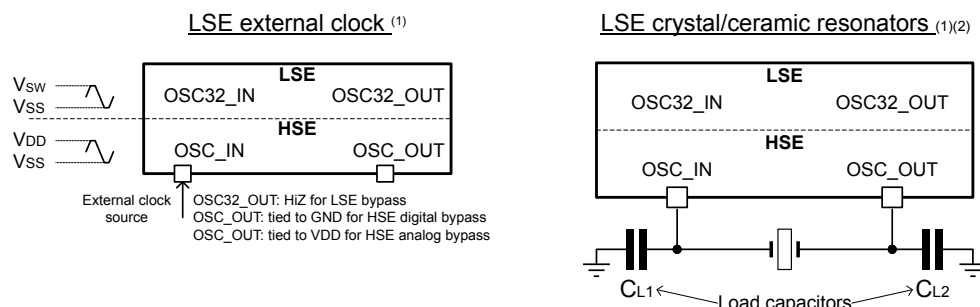 LSE external clock (1)
VSW
VSS
VDD
VSS
LSE
OSC32_IN OSC32_OUT
HSE
OSC_IN OSC_OUT
External clock source
OSC32_OUT: HiZ for LSE bypass
OSC_OUT: tied to GND for HSE digital bypass
OSC_OUT: tied to VDD for HSE analog bypass
LSE crystal/ceramic resonators (1)(2)
LSE
OSC32_IN OSC32_OUT
HSE
OSC_IN OSC_OUT
CL1 Load capacitors CL2